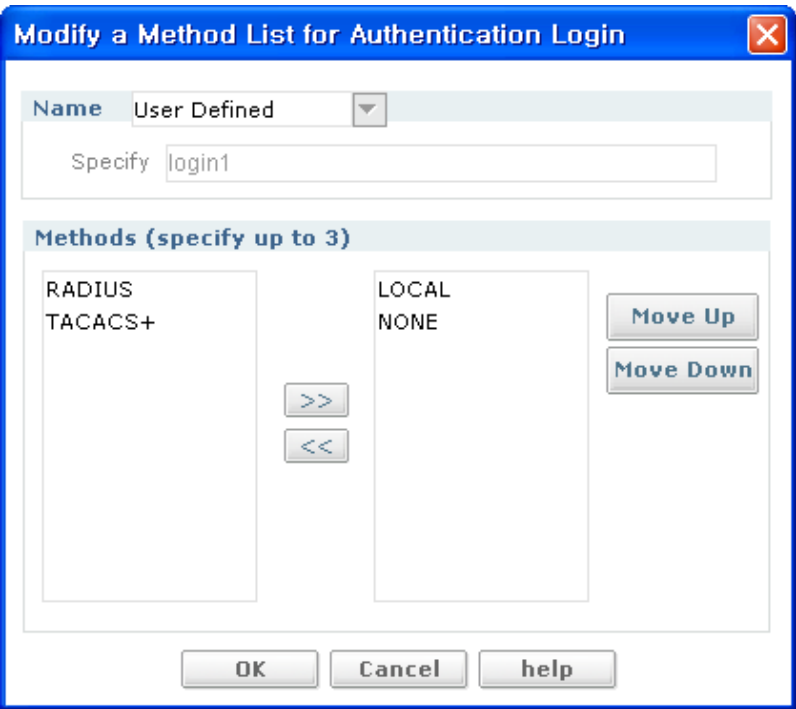 Modify a Method List for Authentication Login
Name User Defined
Specify login1
Methods (specify up to 3)
RADIUS
TACACS+
>>
<<
LOCAL
NONE
Move Up
Move Down
OK Cancel help